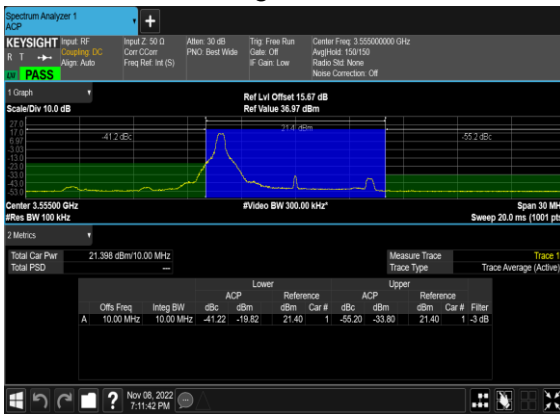 Spectrum Analyzer 1
ACP
KEYSIGHT Input: RF Input Z: 50 Ω Atten: 30 dB Trig: Free Run Center Freq: 3.555000000 GHz
R T Coupling: DC Corr CCorr PNO: Best Wide Gate: Off Avg|Hold: 150/150
Align: Auto Freq Ref: Int (S) IF Gain: Low Radio Std: None
LXI PASS Noise Correction: Off
1 Graph
Ref Lvl Offset 15.67 dB
Scale/Div 10.0 dB Ref Value 36.97 dBm
27.0
17.0 21.4 dBm
6.97 -41.2 dBc -55.2 dBc
-3.03
-13.0
-23.0
-33.0
-43.0
-53.0
Center 3.55500 GHz #Video BW 300.00 kHz* Span 30 MH
#Res BW 100 kHz Sweep 20.0 ms (1001 pts
2 Metrics
Total Car Pwr 21.398 dBm/10.00 MHz Measure Trace Trace 1
Total PSD --- Trace Type Trace Average (Active)
Lower Upper
ACP Reference ACP Reference
Offs Freq Integ BW dBc dBm dBm Car # dBc dBm dBm Car # Filter
A 10.00 MHz 10.00 MHz -41.22 -19.82 21.40 1 -55.20 -33.80 21.40 1 -3 dB
? Nov 08, 2022
7:11:42 PM